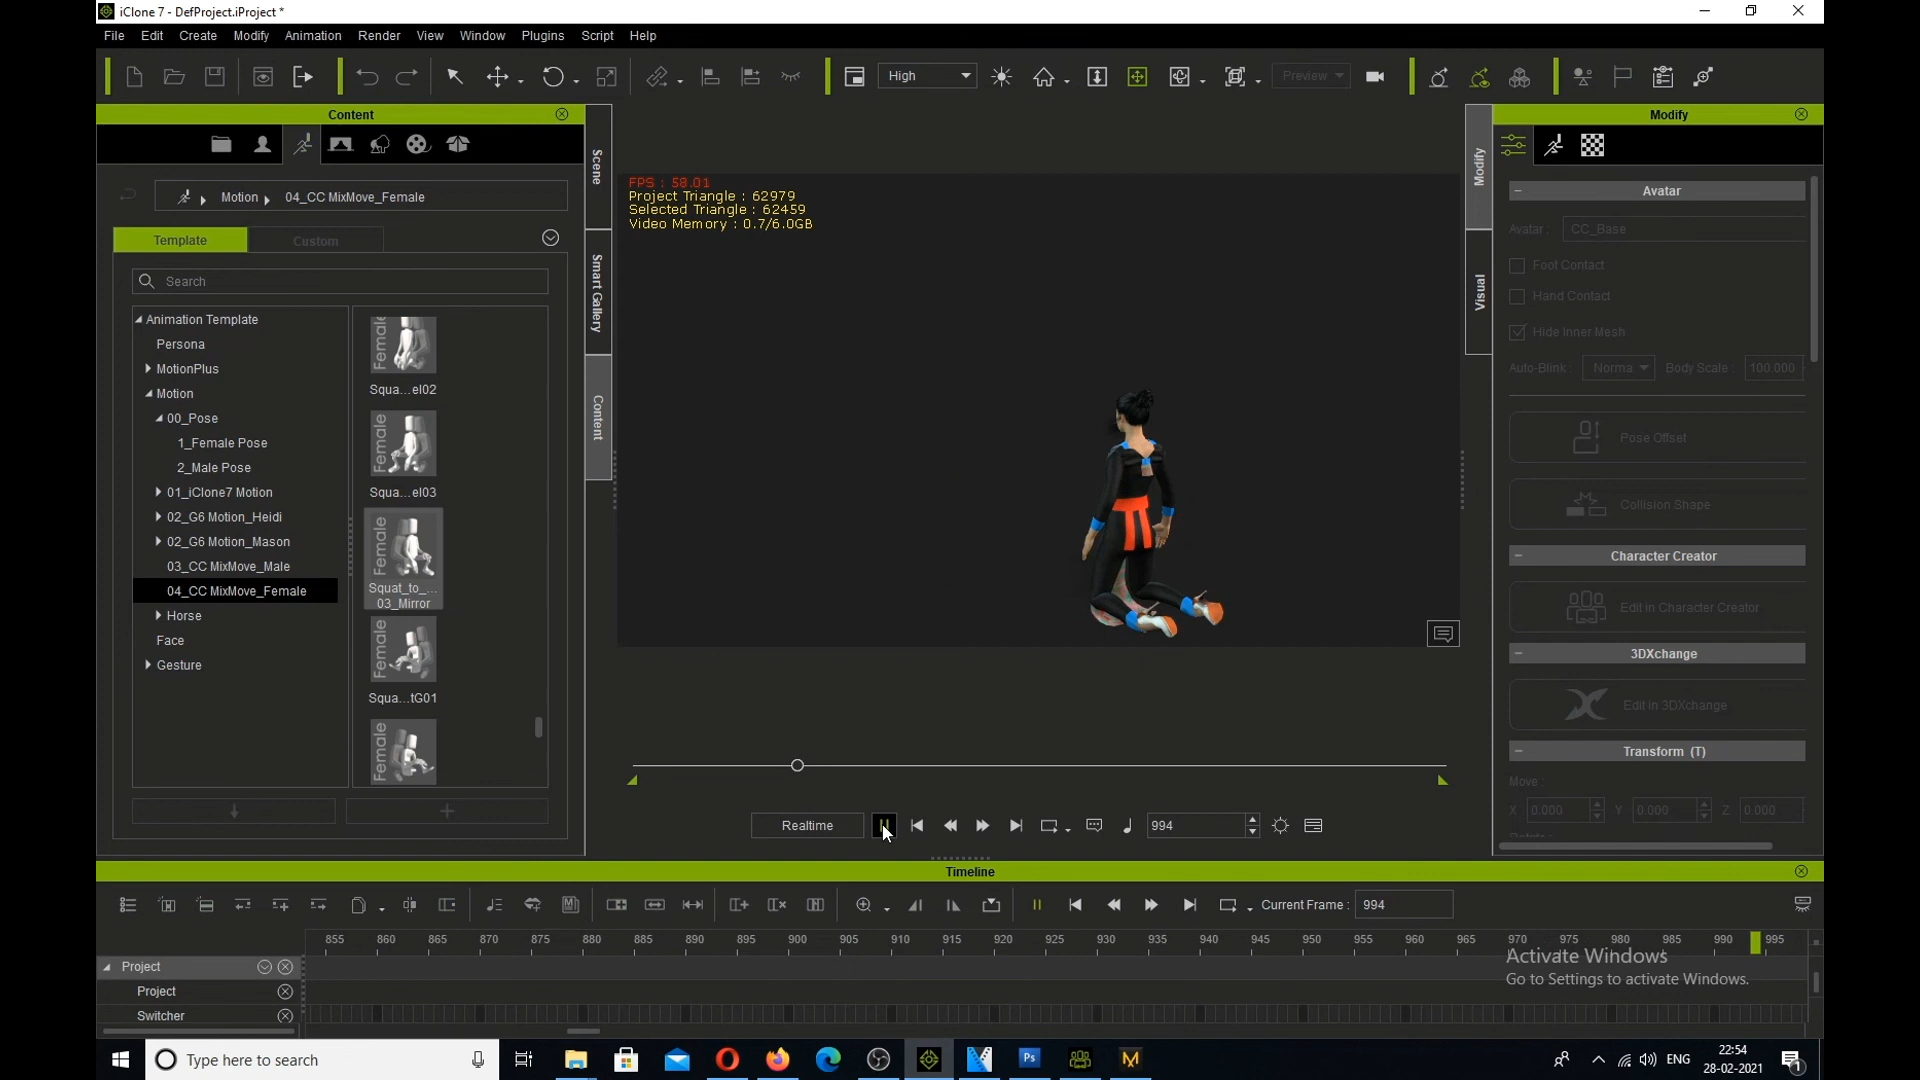 iClone 7 - DefProject.iProject *
File Edit Create Modify Animation Render View Window Plugins Script Help
High
Preview
Content
Modify
Motion 04_CC MixMove_Female
Template Custom
Search
Animation Template
Persona
MotionPlus
Motion
00_Pose
1_Female Pose
2_Male Pose
01_iClone7 Motion
02_G6 Motion_Heidi
02_G6 Motion_Mason
03_CC MixMove_Male
04_CC MixMove_Female
Horse
Face
Gesture
Female
Squa...el02
Female
Squa...el03
Female
Squat_to_...
03_Mirror
Female
Squa...tG01
Female
Scene
Smart Gallery
Content
FPS : 58.01
Project Triangle : 62979
Selected Triangle : 62459
Video Memory : 0.7/6.0GB
Modify
Visual
Avatar
Avatar : CC_Base
Foot Contact
Hand Contact
Hide Inner Mesh
Auto-Blink : Norma Body Scale : 100.000
Pose Offset
Collision Shape
Character Creator
Edit in Character Creator
3DXchange
Edit in 3DXchange
Transform (T)
Move :
X 0.000 Y 0.000 Z 0.000
Realtime 994
Timeline
Current Frame : 994
855 860 865 870 875 880 885 890 895 900 905 910 915 920 925 930 935 940 945 950 955 960 965 970 975 980 985 990 995
Project
Project
Switcher
Activate Windows
Go to Settings to activate Windows.
Type here to search
Ps
ENG
22:54
28-02-2021
1